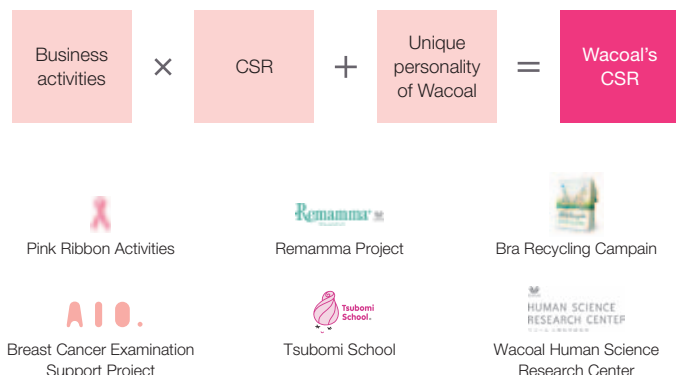 Business
activities
×
CSR
+
Unique
personality
of Wacoal
=
Wacoal's
CSR
Pink Ribbon Activities
Remamma
Remamma Project
Bra Recycling Campain
AIO.
Breast Cancer Examination
Support Project
Tsubomi
School.
Tsubomi School
HUMAN SCIENCE
RESEARCH CENTER
Wacoal Human Science
Research Center